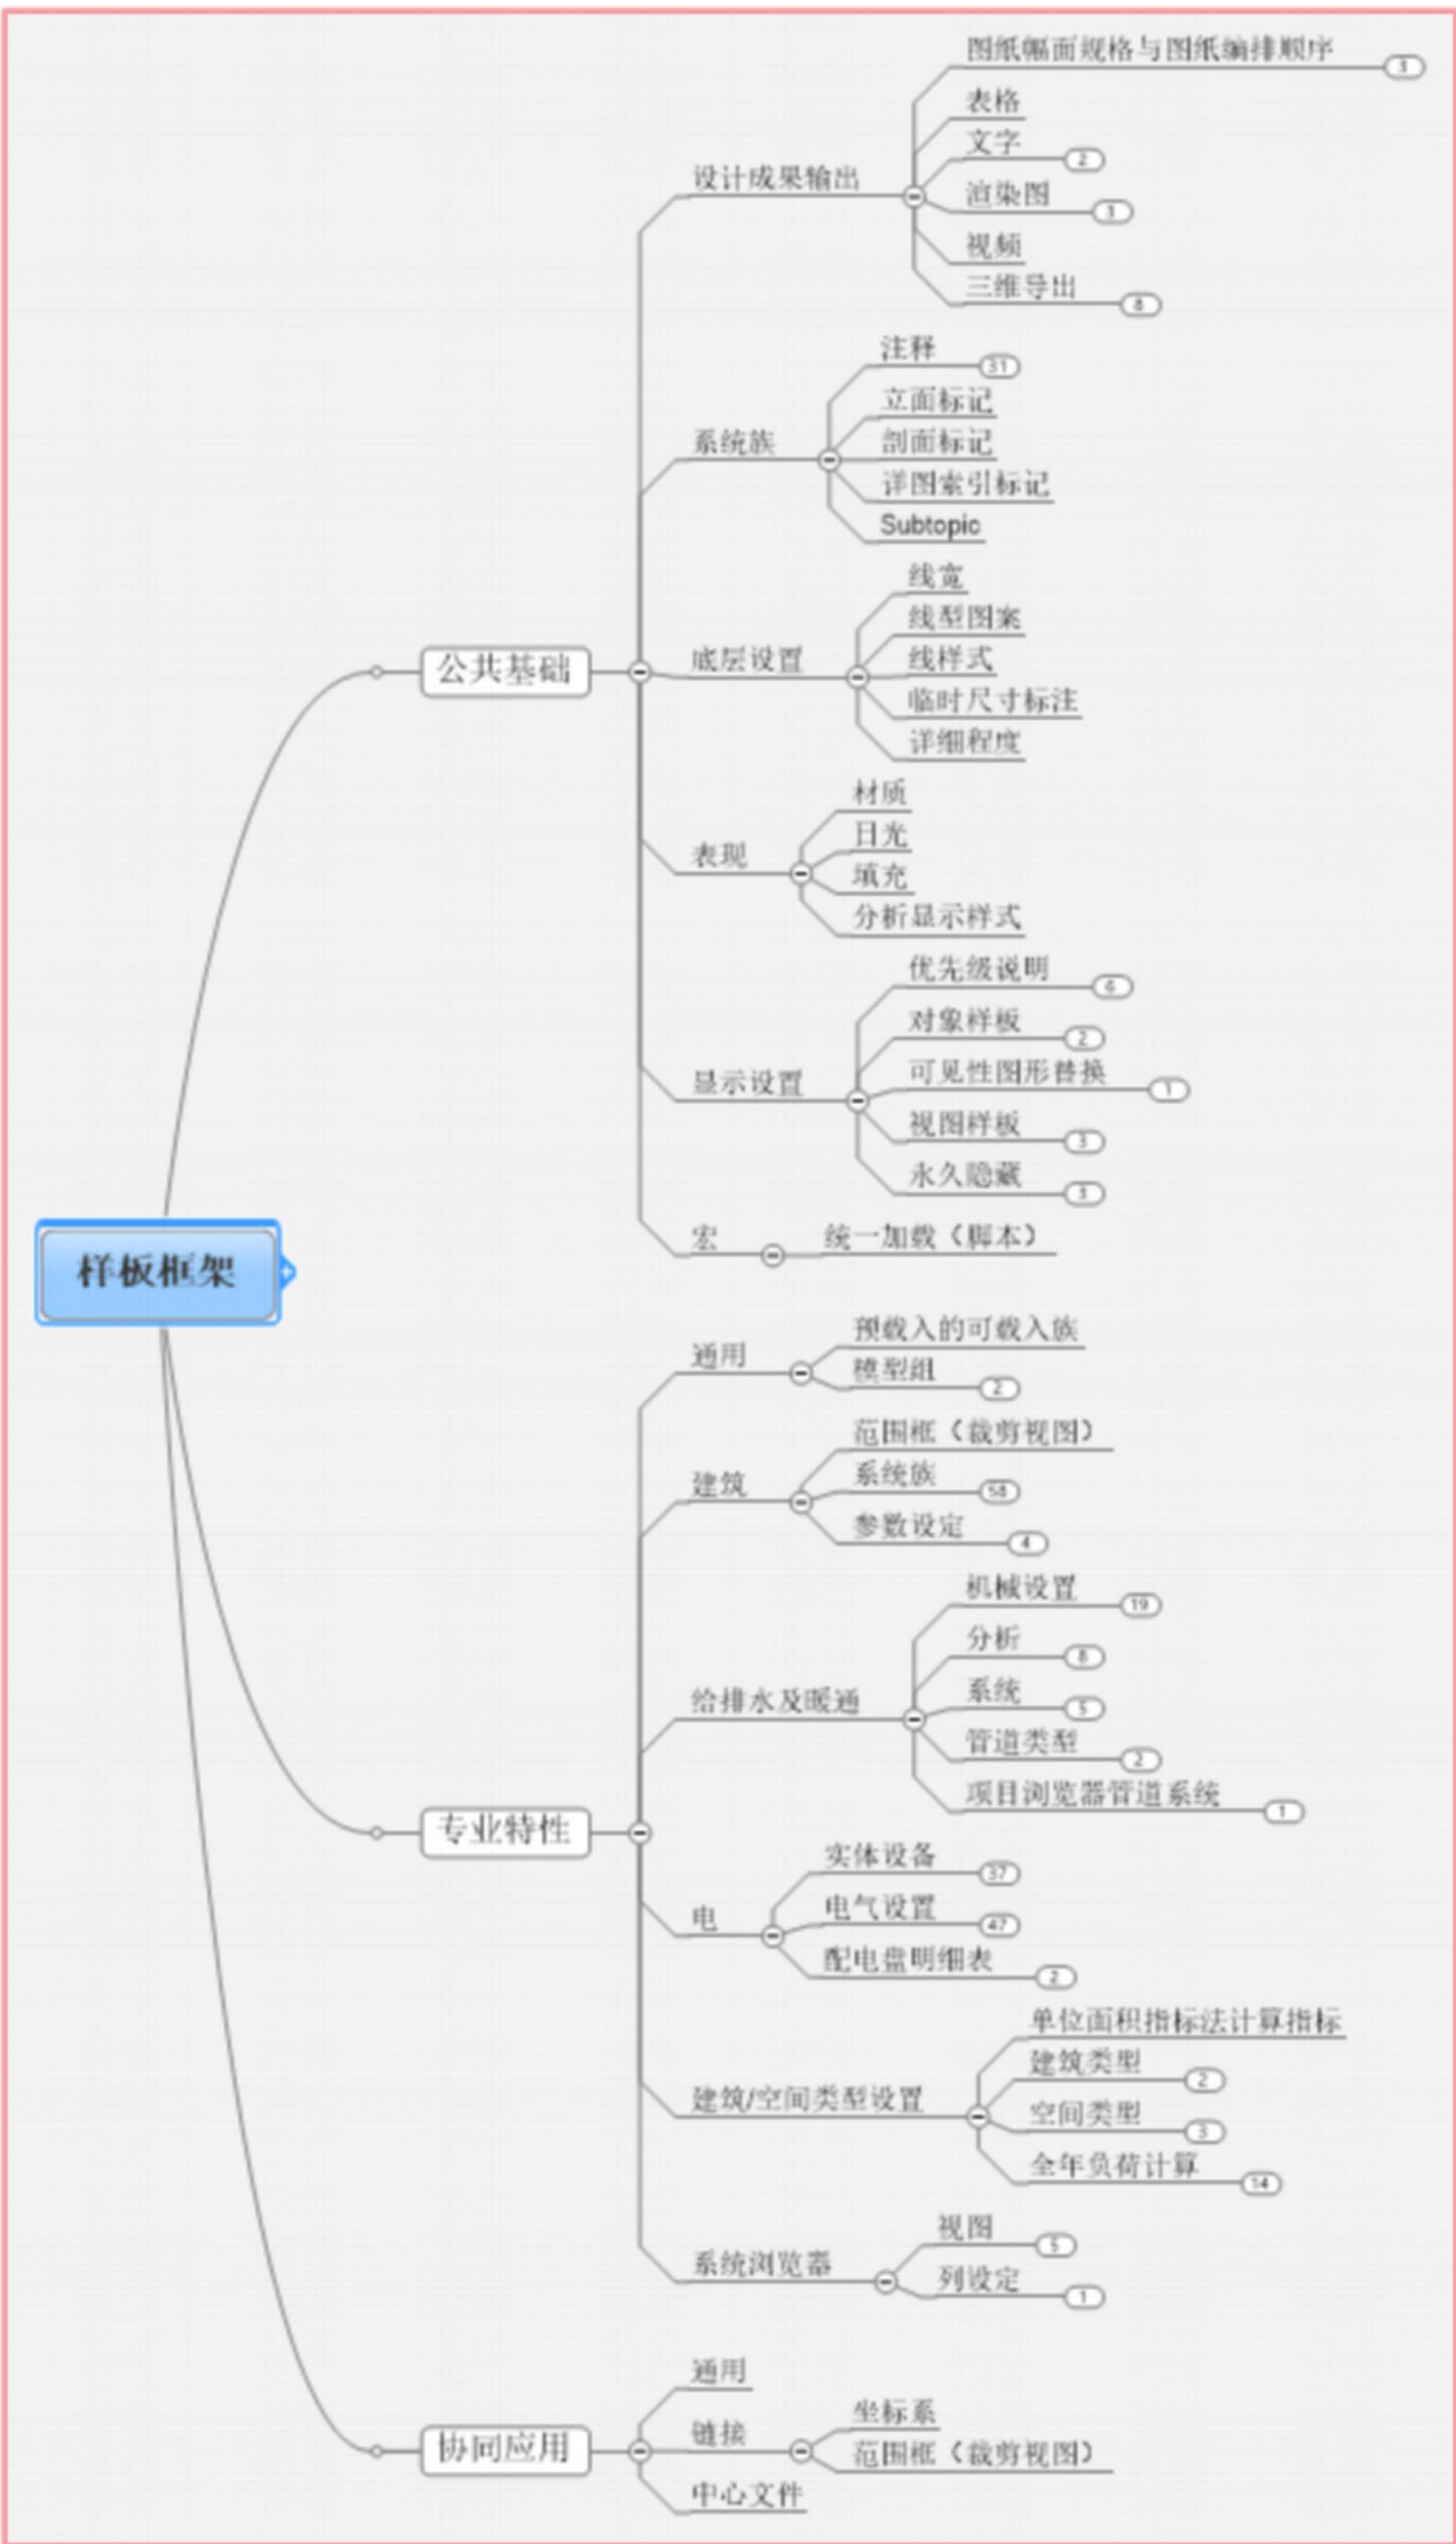 样板框架
公共基础
设计成果输出
图纸幅面规格与图纸编排顺序 3
表格
文字 2
渲染图 3
视频
三维导出 8
系统族
注释 31
立面标记
剖面标记
详图索引标记
Subtopic
底层设置
线宽
线型图案
线样式
临时尺寸标注
详细程度
表现
材质
日光
填充
分析显示样式
显示设置
优先级说明 6
对象样板 2
可见性图形替换 1
视图样板 3
永久隐藏 3
宏
统一加载（脚本）
专业特性
通用
预载入的可载入族
模型组 2
建筑
范围框（裁剪视图）
系统族 58
参数设定 4
给排水及暖通
机械设置 19
分析
系统 5
管道类型 2
项目浏览器管道系统 1
电
实体设备 37
电气设置 47
配电盘明细表 2
建筑/空间类型设置
单位面积指标法计算指标
建筑类型 2
空间类型 3
全年负荷计算 14
系统浏览器
视图 5
列设定 1
协同应用
通用
链接
坐标系
范围框（裁剪视图）
中心文件